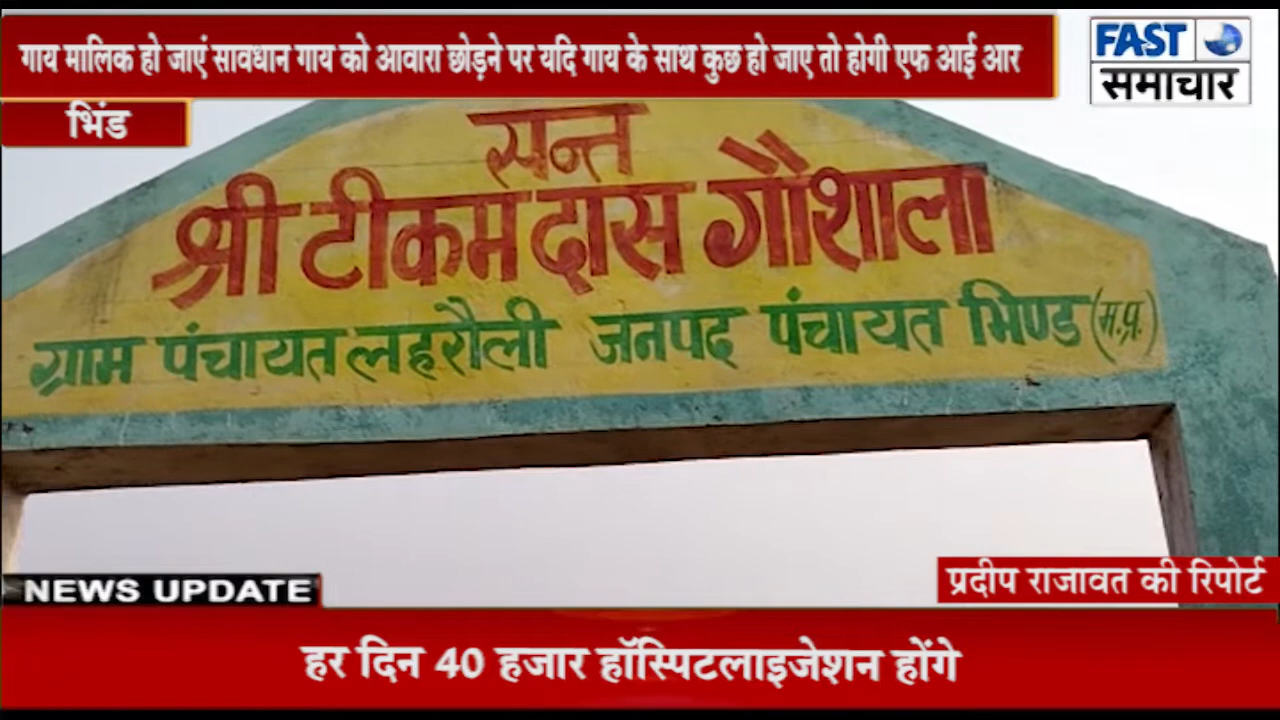 गाय मालिक हो जाएं सावधान गाय को आवारा छोड़ने पर यदि गाय के साथ कुछ हो जाए तो होगी एफ आई आर
FAST
समाचार
भिंड
सन्त
श्री टीकम दास गौशाला
ग्राम पंचायत लहरौली जनपद पंचायत भिण्ड (म.प्र.)
NEWS UPDATE
प्रदीप राजावत की रिपोर्ट
हर दिन 40 हजार हॉस्पिटलाइजेशन होंगे